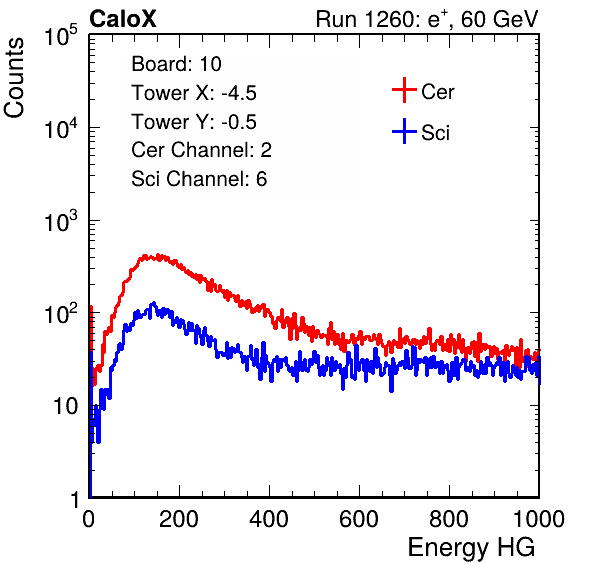 CaloX Run 1260: e⁺, 60 GeV
Counts
10⁵
10⁴
10³
10²
10
1
Board: 10
Tower X: -4.5
Tower Y: -0.5
Cer Channel: 2
Sci Channel: 6
Cer
Sci
0 200 400 600 800 1000
Energy HG